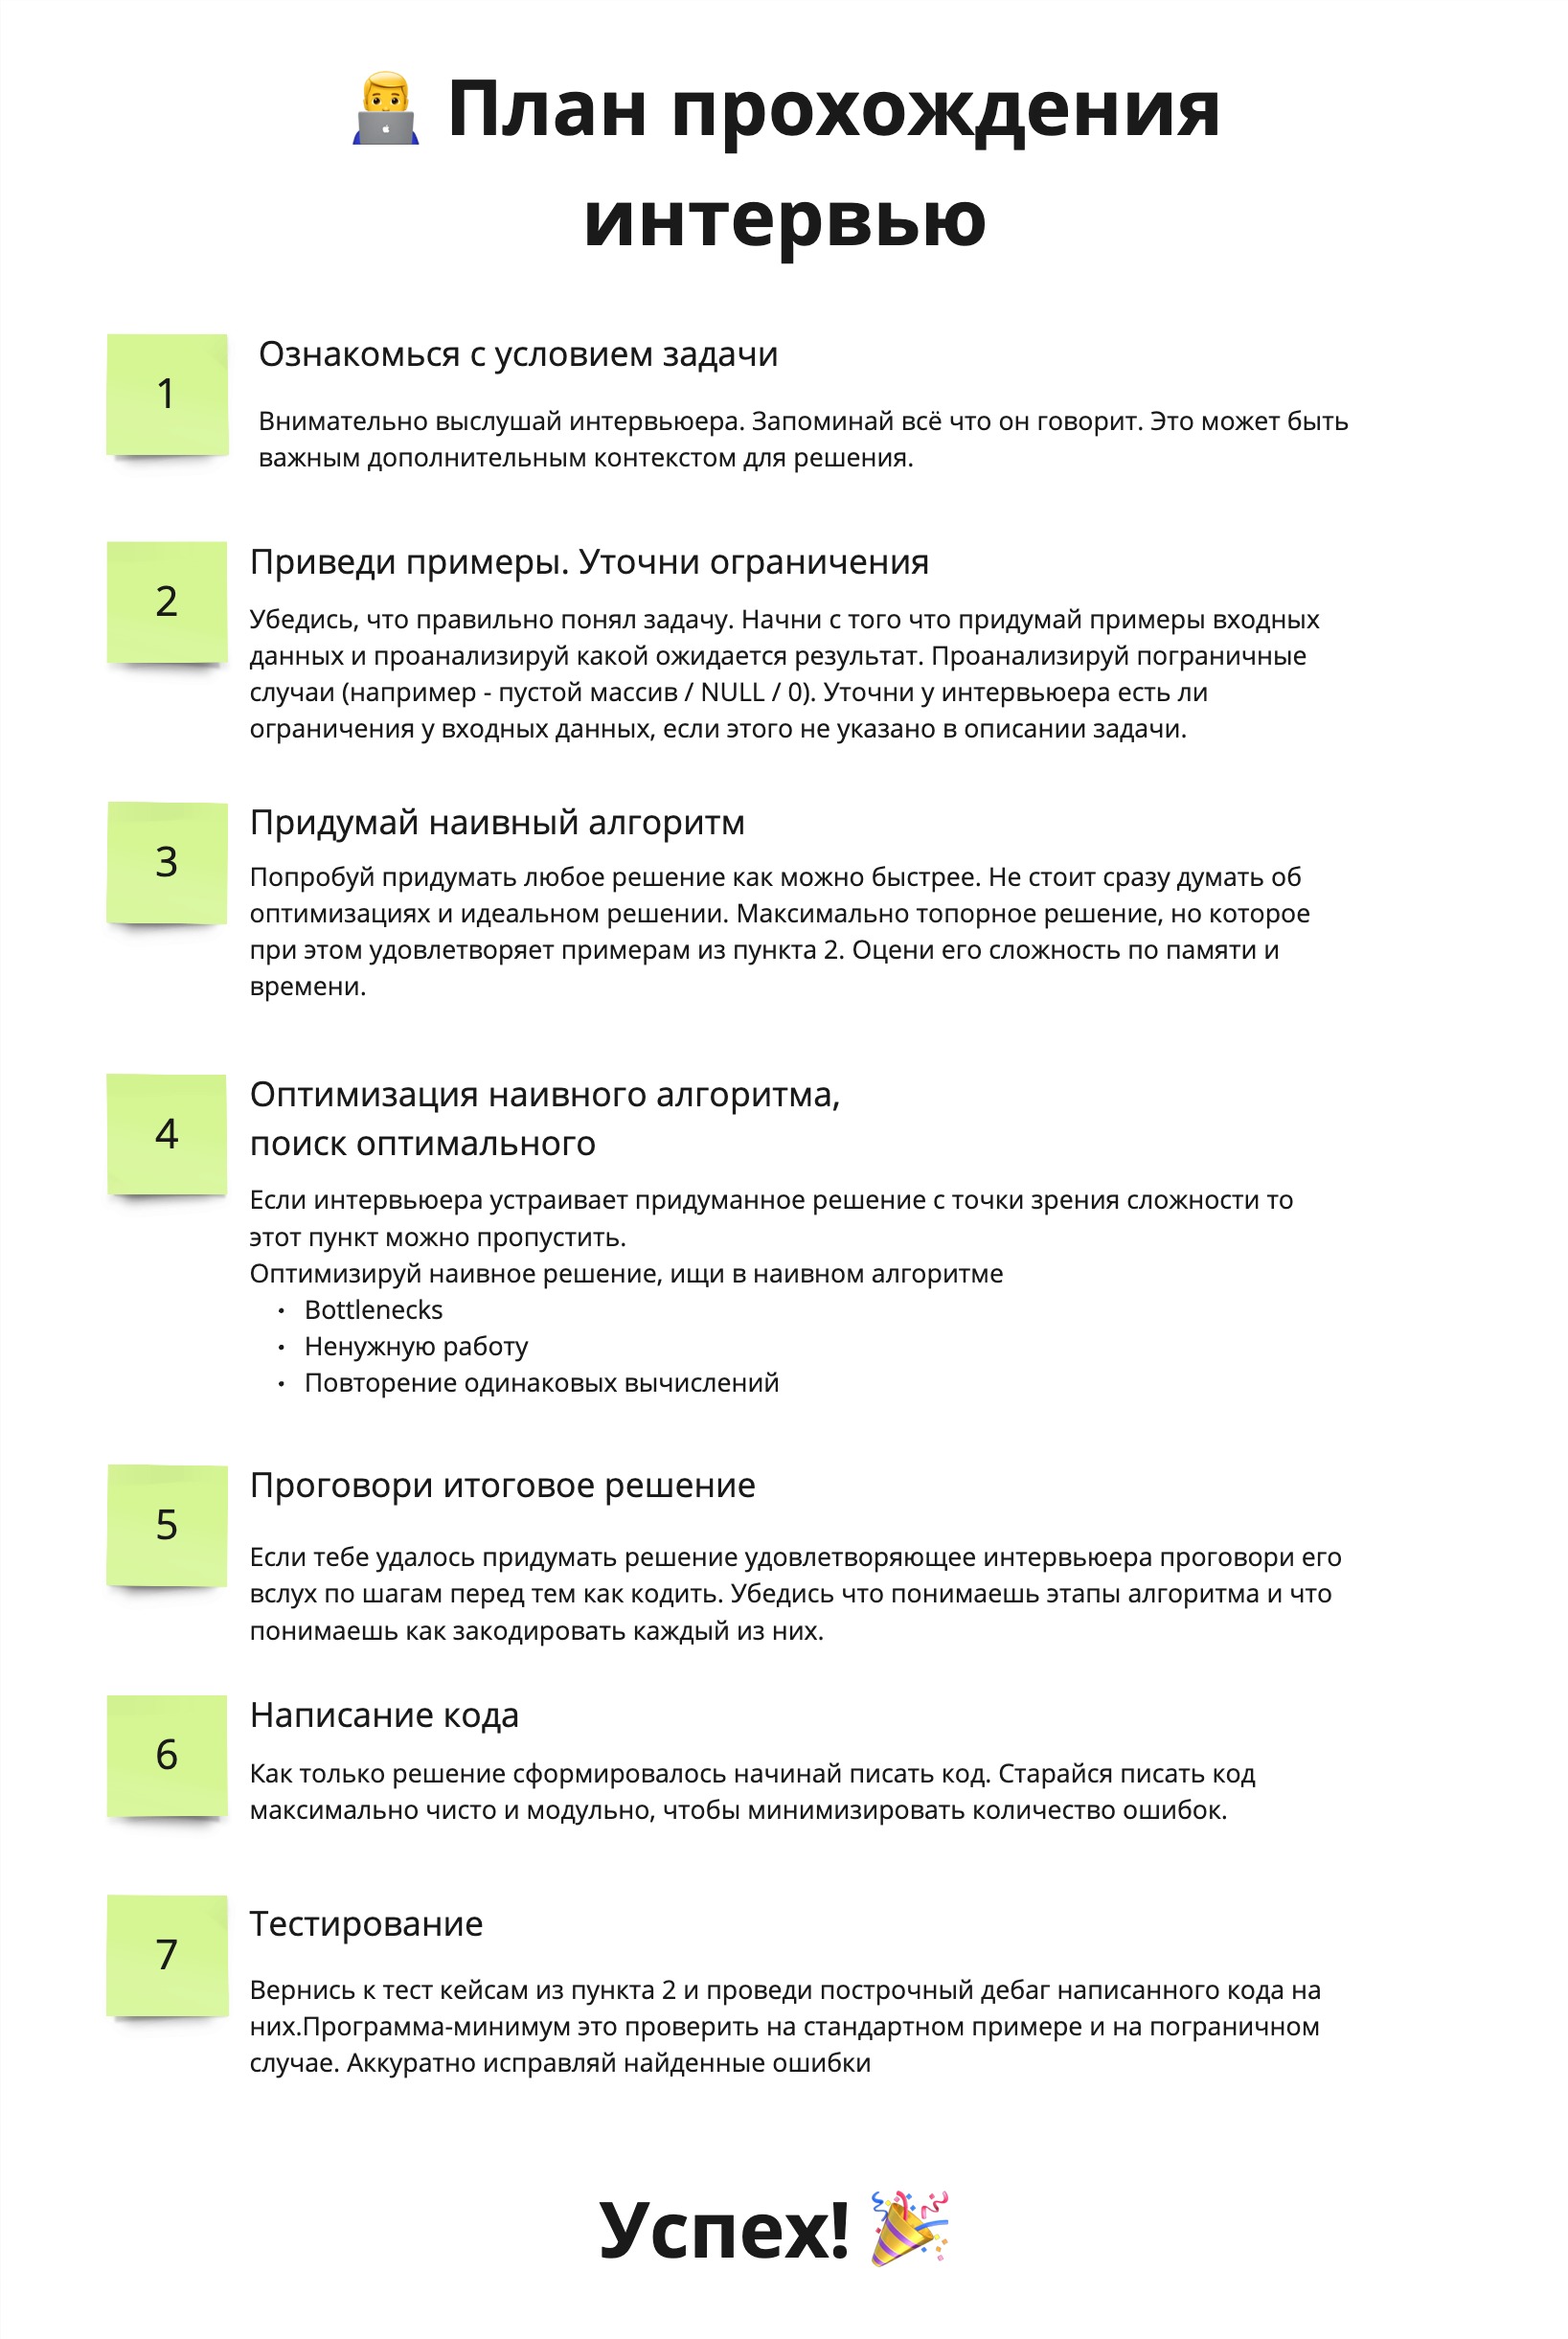 👨‍💻 План прохождения
интервью
1
Ознакомься с условием задачи
Внимательно выслушай интервьюера. Запоминай всё что он говорит. Это может быть
важным дополнительным контекстом для решения.
2
Приведи примеры. Уточни ограничения
Убедись, что правильно понял задачу. Начни с того что придумай примеры входных
данных и проанализируй какой ожидается результат. Проанализируй пограничные
случаи (например - пустой массив / NULL / 0). Уточни у интервьюера есть ли
ограничения у входных данных, если этого не указано в описании задачи.
3
Придумай наивный алгоритм
Попробуй придумать любое решение как можно быстрее. Не стоит сразу думать об
оптимизациях и идеальном решении. Максимально топорное решение, но которое
при этом удовлетворяет примерам из пункта 2. Оцени его сложность по памяти и
времени.
4
Оптимизация наивного алгоритма,
поиск оптимального
Если интервьюера устраивает придуманное решение с точки зрения сложности то
этот пункт можно пропустить.
Оптимизируй наивное решение, ищи в наивном алгоритме
• Bottlenecks
• Ненужную работу
• Повторение одинаковых вычислений
5
Проговори итоговое решение
Если тебе удалось придумать решение удовлетворяющее интервьюера проговори его
вслух по шагам перед тем как кодить. Убедись что понимаешь этапы алгоритма и что
понимаешь как закодировать каждый из них.
6
Написание кода
Как только решение сформировалось начинай писать код. Старайся писать код
максимально чисто и модульно, чтобы минимизировать количество ошибок.
7
Тестирование
Вернись к тест кейсам из пункта 2 и проведи построчный дебаг написанного кода на
них.Программа-минимум это проверить на стандартном примере и на пограничном
случае. Аккуратно исправляй найденные ошибки
Успех! 🎉